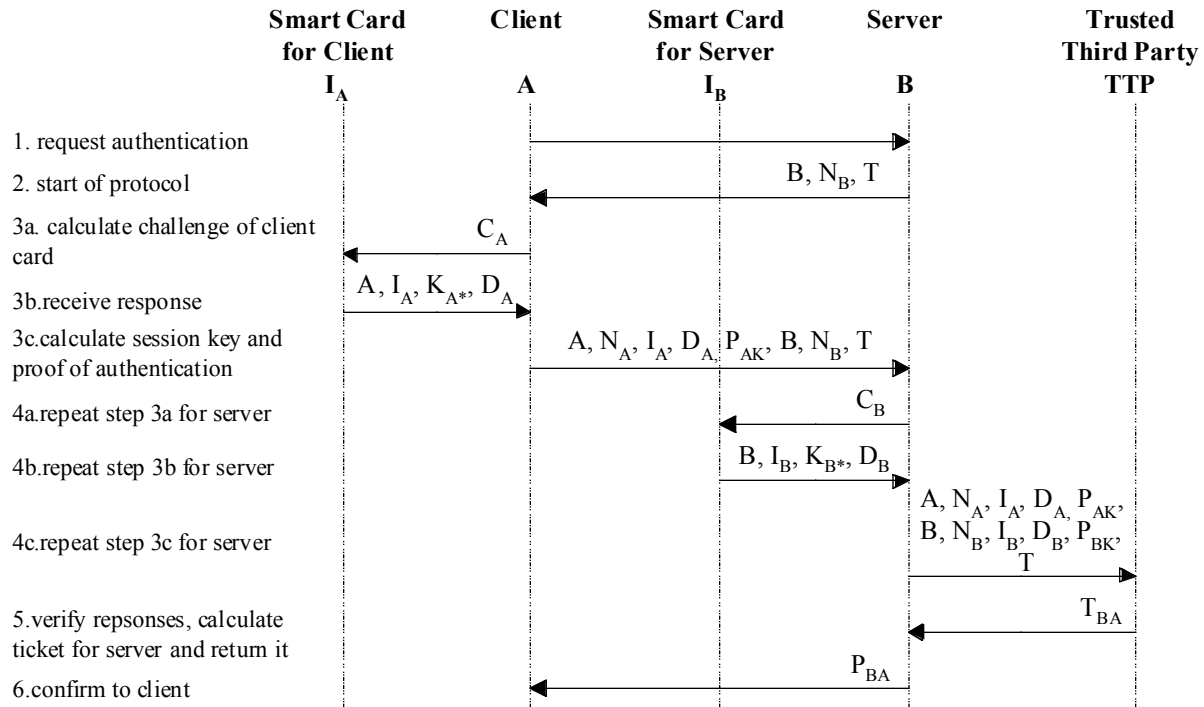 Smart Card
for Client
I_A
Client
A
Smart Card
for Server
I_B
Server
B
Trusted
Third Party
TTP
1. request authentication
2. start of protocol
B, N_B, T
3a. calculate challenge of client
card
C_A
3b.receive response
A, I_A, K_A*, D_A
3c.calculate session key and
proof of authentication
A, N_A, I_A, D_A, P_AK, B, N_B, T
4a.repeat step 3a for server
C_B
4b.repeat step 3b for server
B, I_B, K_B*, D_B
4c.repeat step 3c for server
A, N_A, I_A, D_A, P_AK,
B, N_B, I_B, D_B, P_BK,
T
5.verify repsonses, calculate
ticket for server and return it
T_BA
6.confirm to client
P_BA